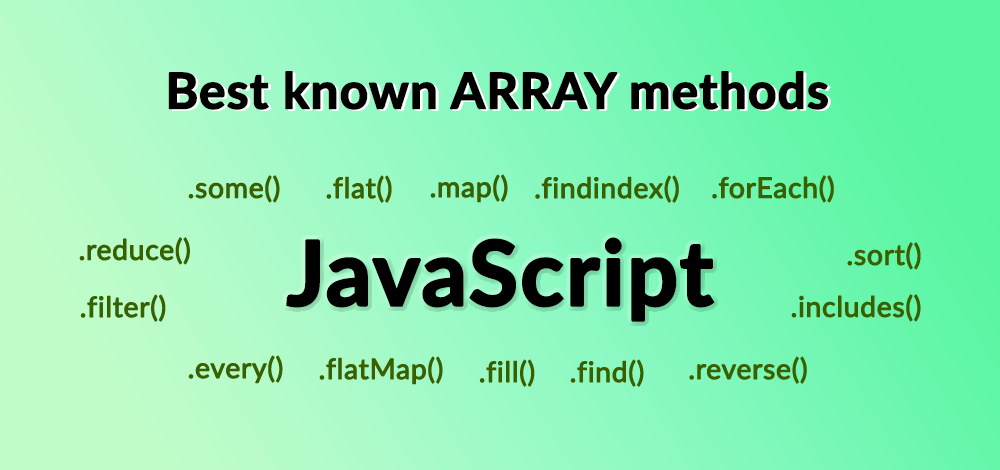 Best known ARRAY methods
.some() .flat() .map() .findindex() .forEach()
.reduce() JavaScript .sort()
.filter() .includes()
.every() .flatMap() .fill() .find() .reverse()